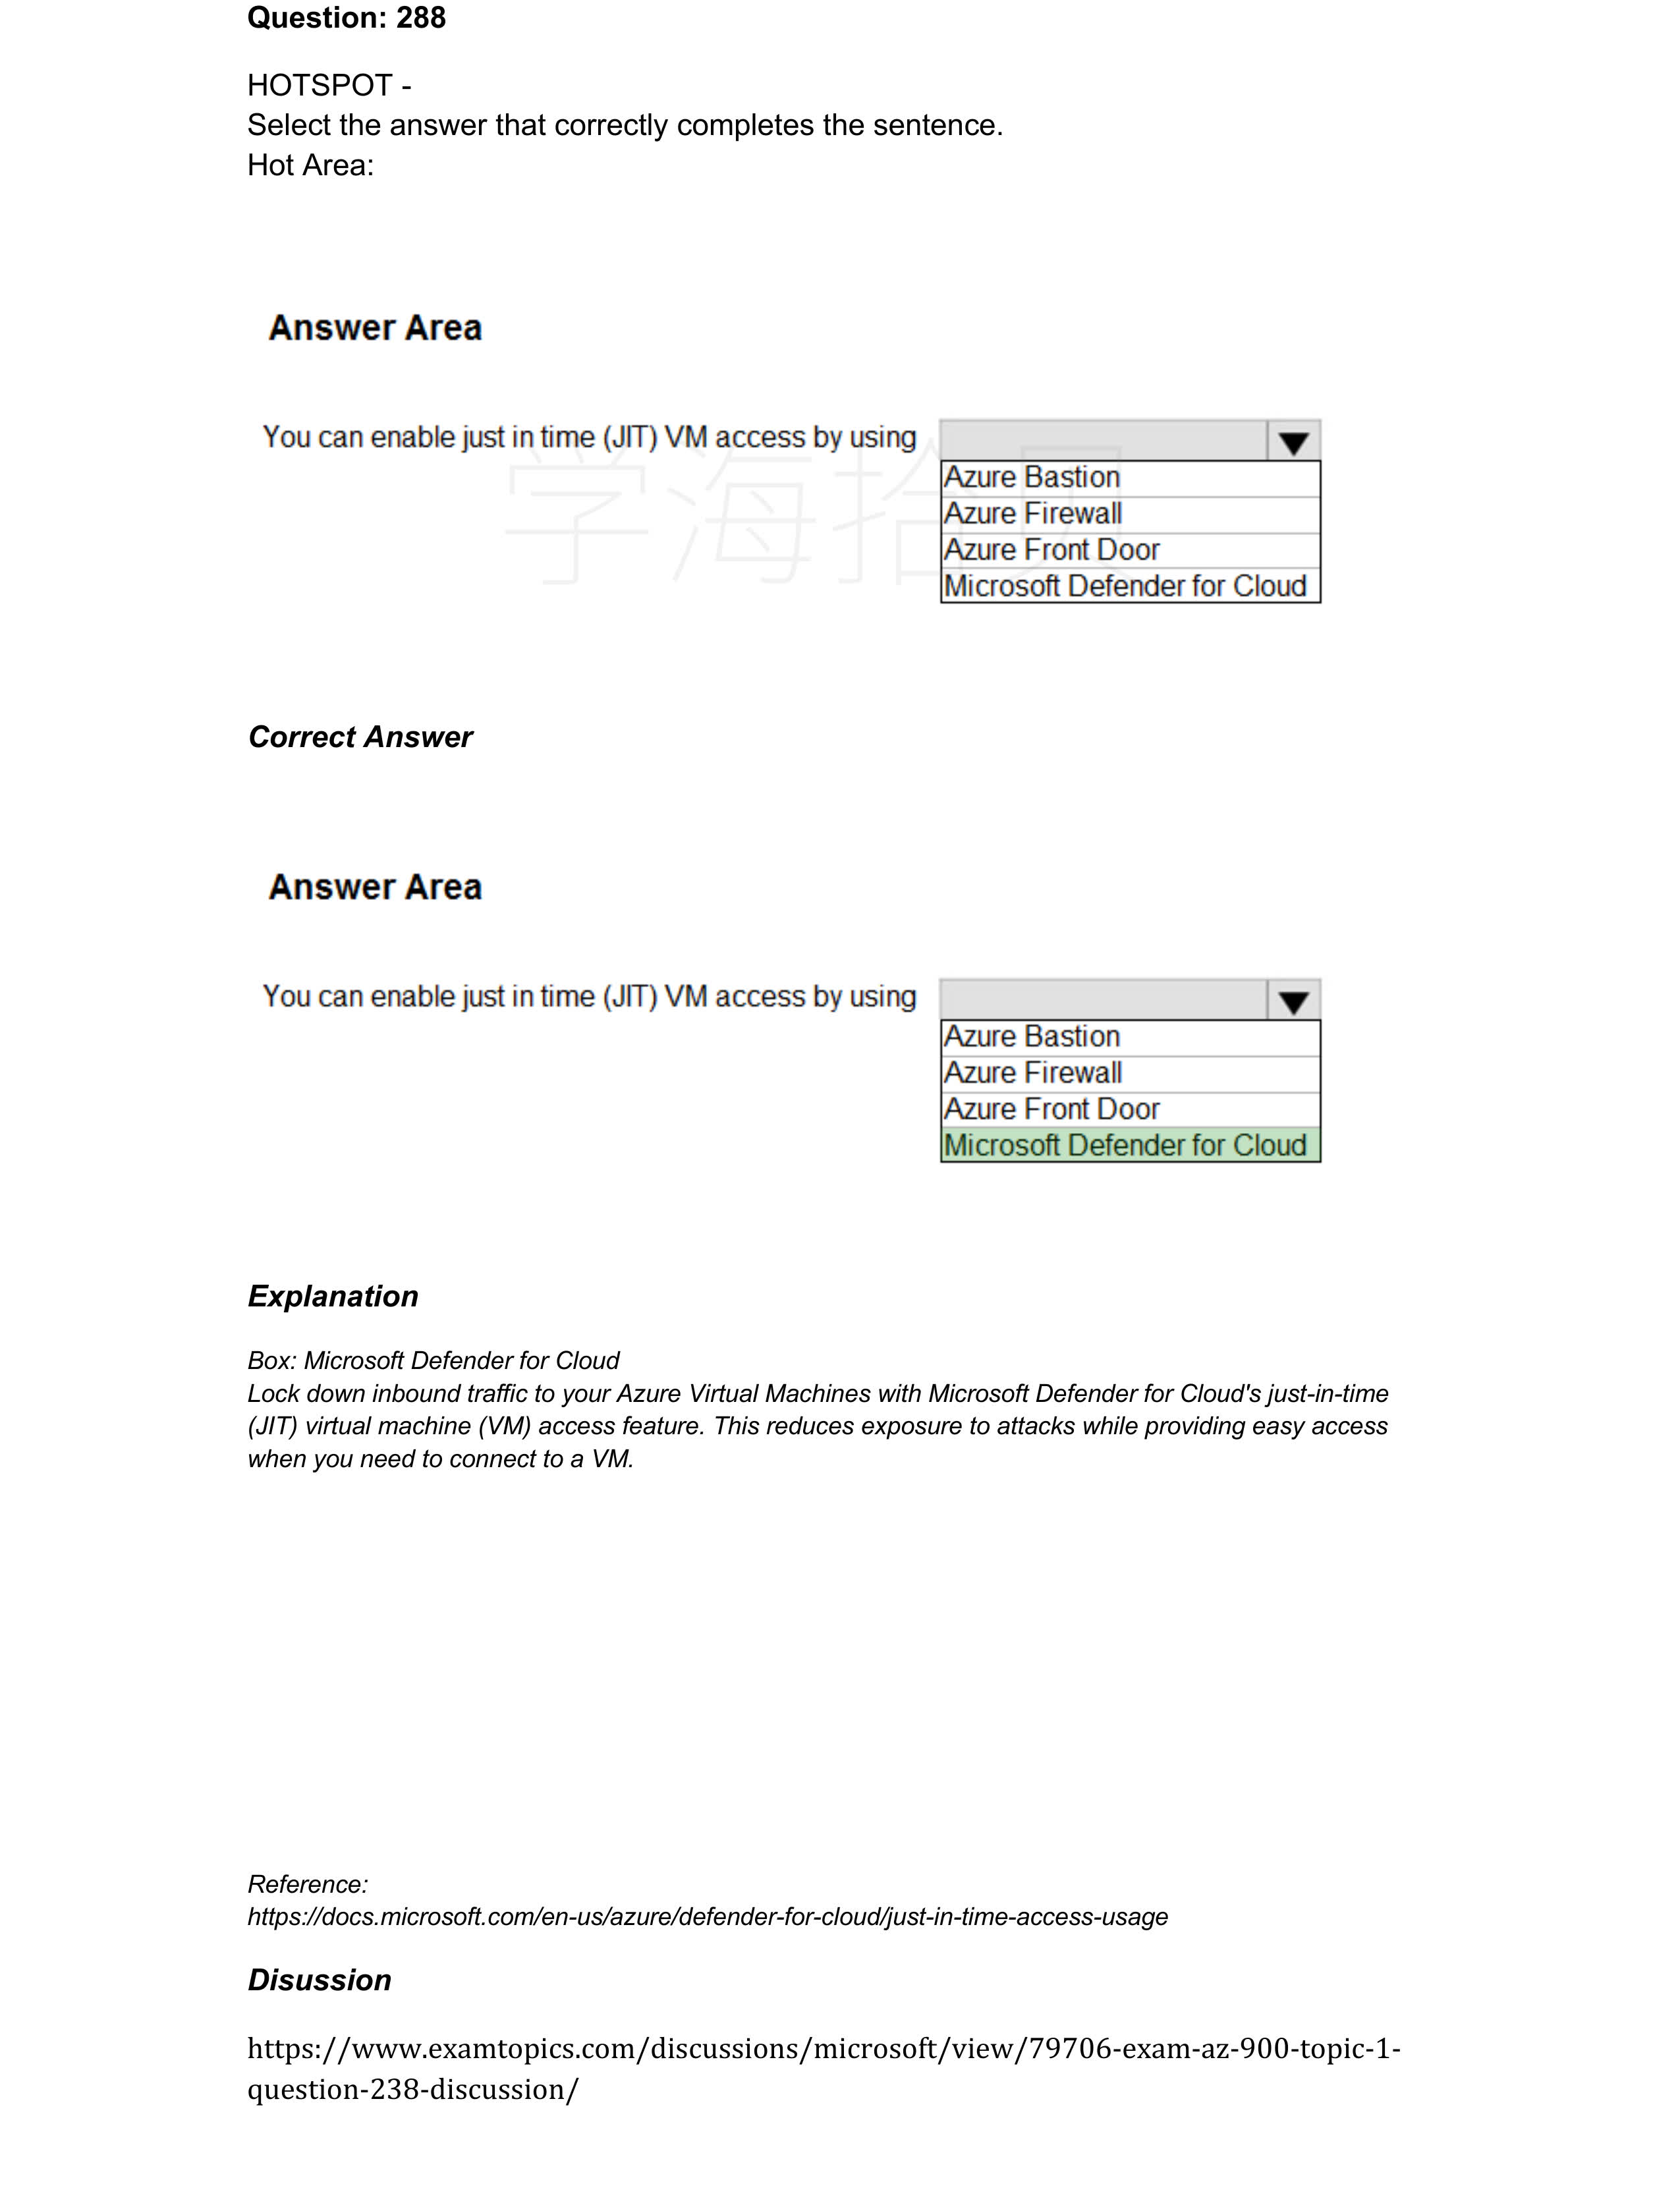 Question: 288
HOTSPOT -
Select the answer that correctly completes the sentence.
Hot Area:
Answer Area
You can enable just in time (JIT) VM access by using
Azure Bastion
Azure Firewall
Azure Front Door
Microsoft Defender for Cloud
学海拾贝
Correct Answer
Answer Area
You can enable just in time (JIT) VM access by using
Azure Bastion
Azure Firewall
Azure Front Door
Microsoft Defender for Cloud
Explanation
Box: Microsoft Defender for Cloud
Lock down inbound traffic to your Azure Virtual Machines with Microsoft Defender for Cloud's just-in-time
(JIT) virtual machine (VM) access feature. This reduces exposure to attacks while providing easy access
when you need to connect to a VM.
Reference:
https://docs.microsoft.com/en-us/azure/defender-for-cloud/just-in-time-access-usage
Disussion
https://www.examtopics.com/discussions/microsoft/view/79706-exam-az-900-topic-1-
question-238-discussion/